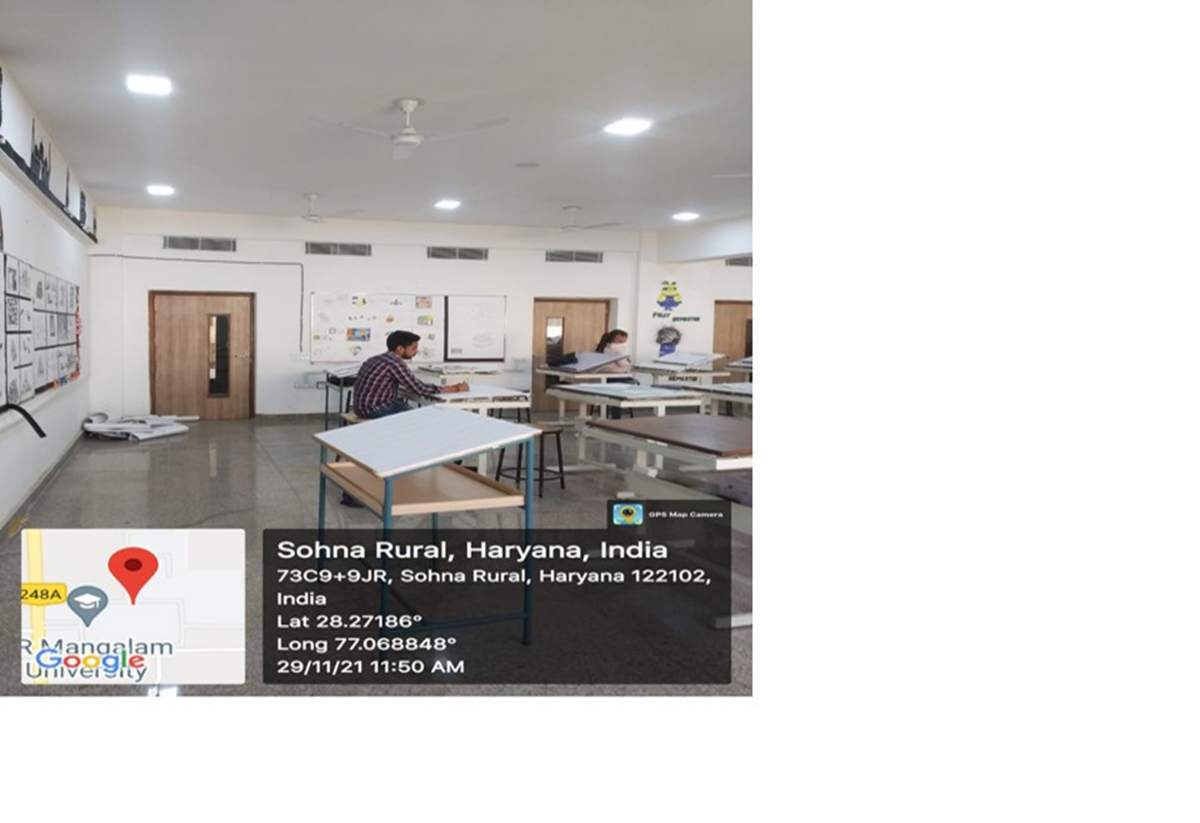 GPS Map Camera
Sohna Rural, Haryana, India
73C9+9JR, Sohna Rural, Haryana 122102,
India
Lat 28.27186°
Long 77.068848°
29/11/21 11:50 AM
248A
R Mangalam
University
Google